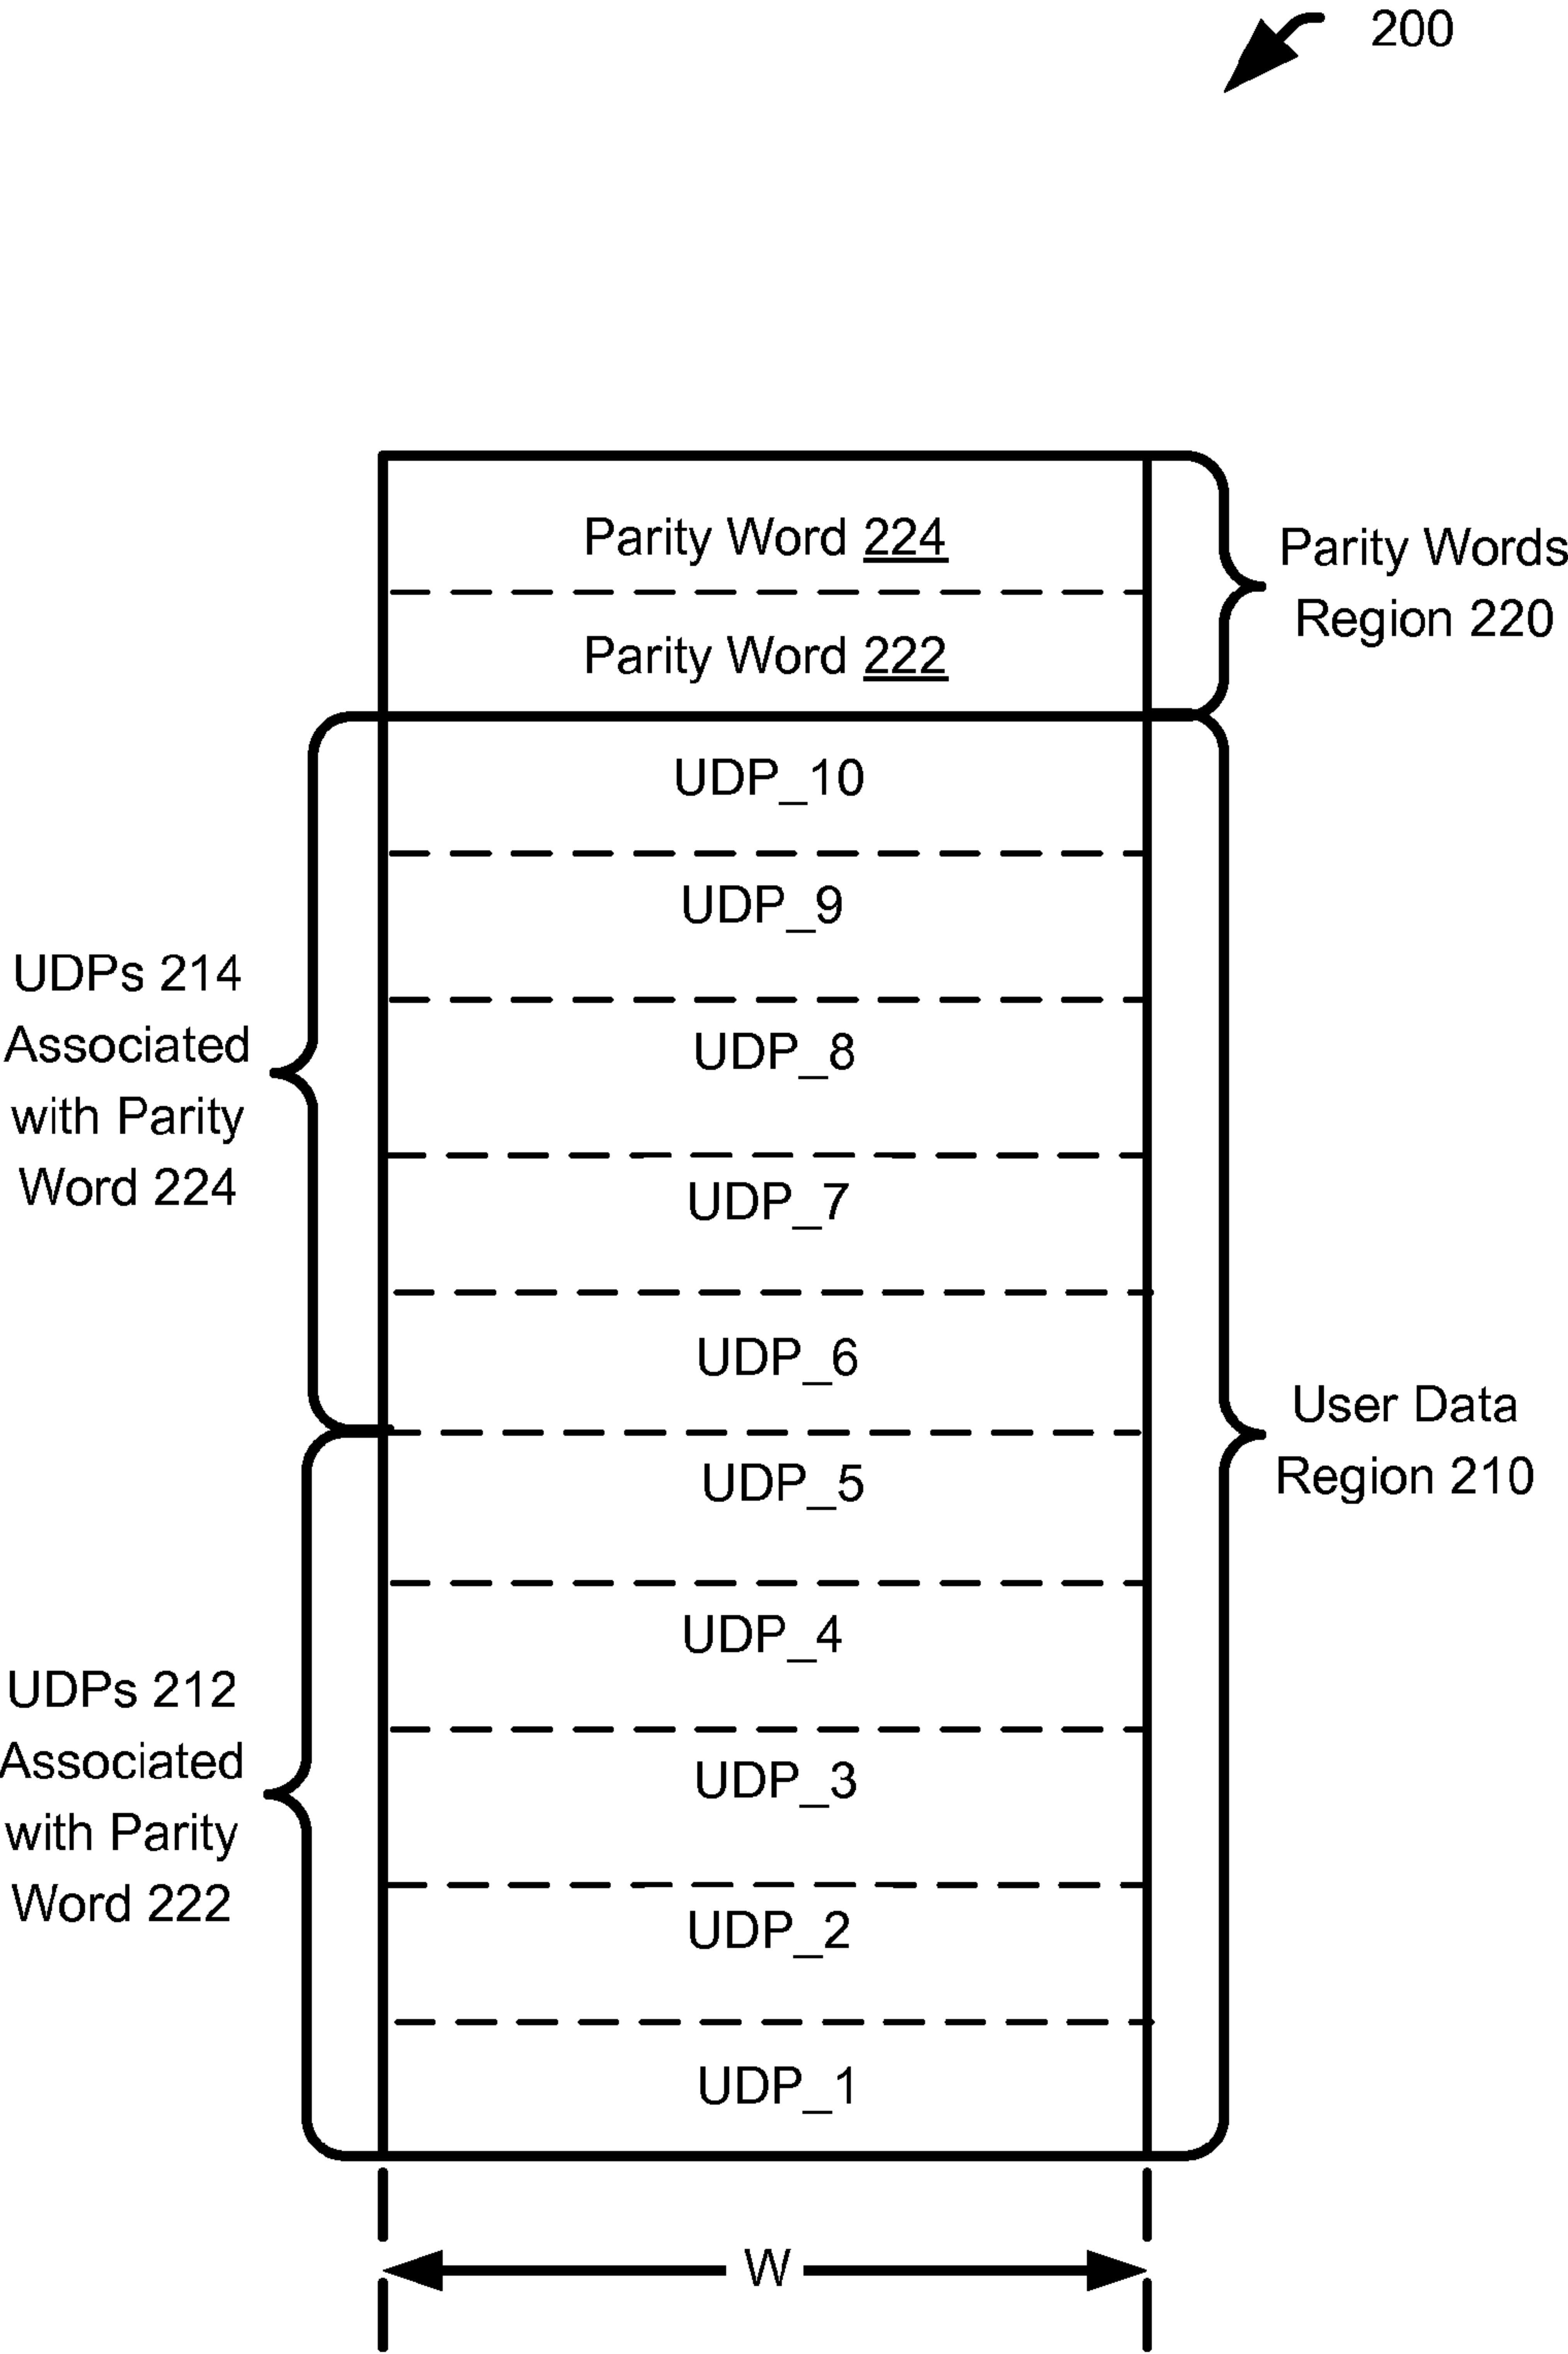 200
Parity Word 224
Parity Words
Region 220
Parity Word 222
UDP_10
UDP_9
UDPs 214
Associated
with Parity
Word 224
UDP_8
UDP_7
UDP_6
User Data
Region 210
UDP_5
UDP_4
UDPs 212
Associated
with Parity
Word 222
UDP_3
UDP_2
UDP_1
W